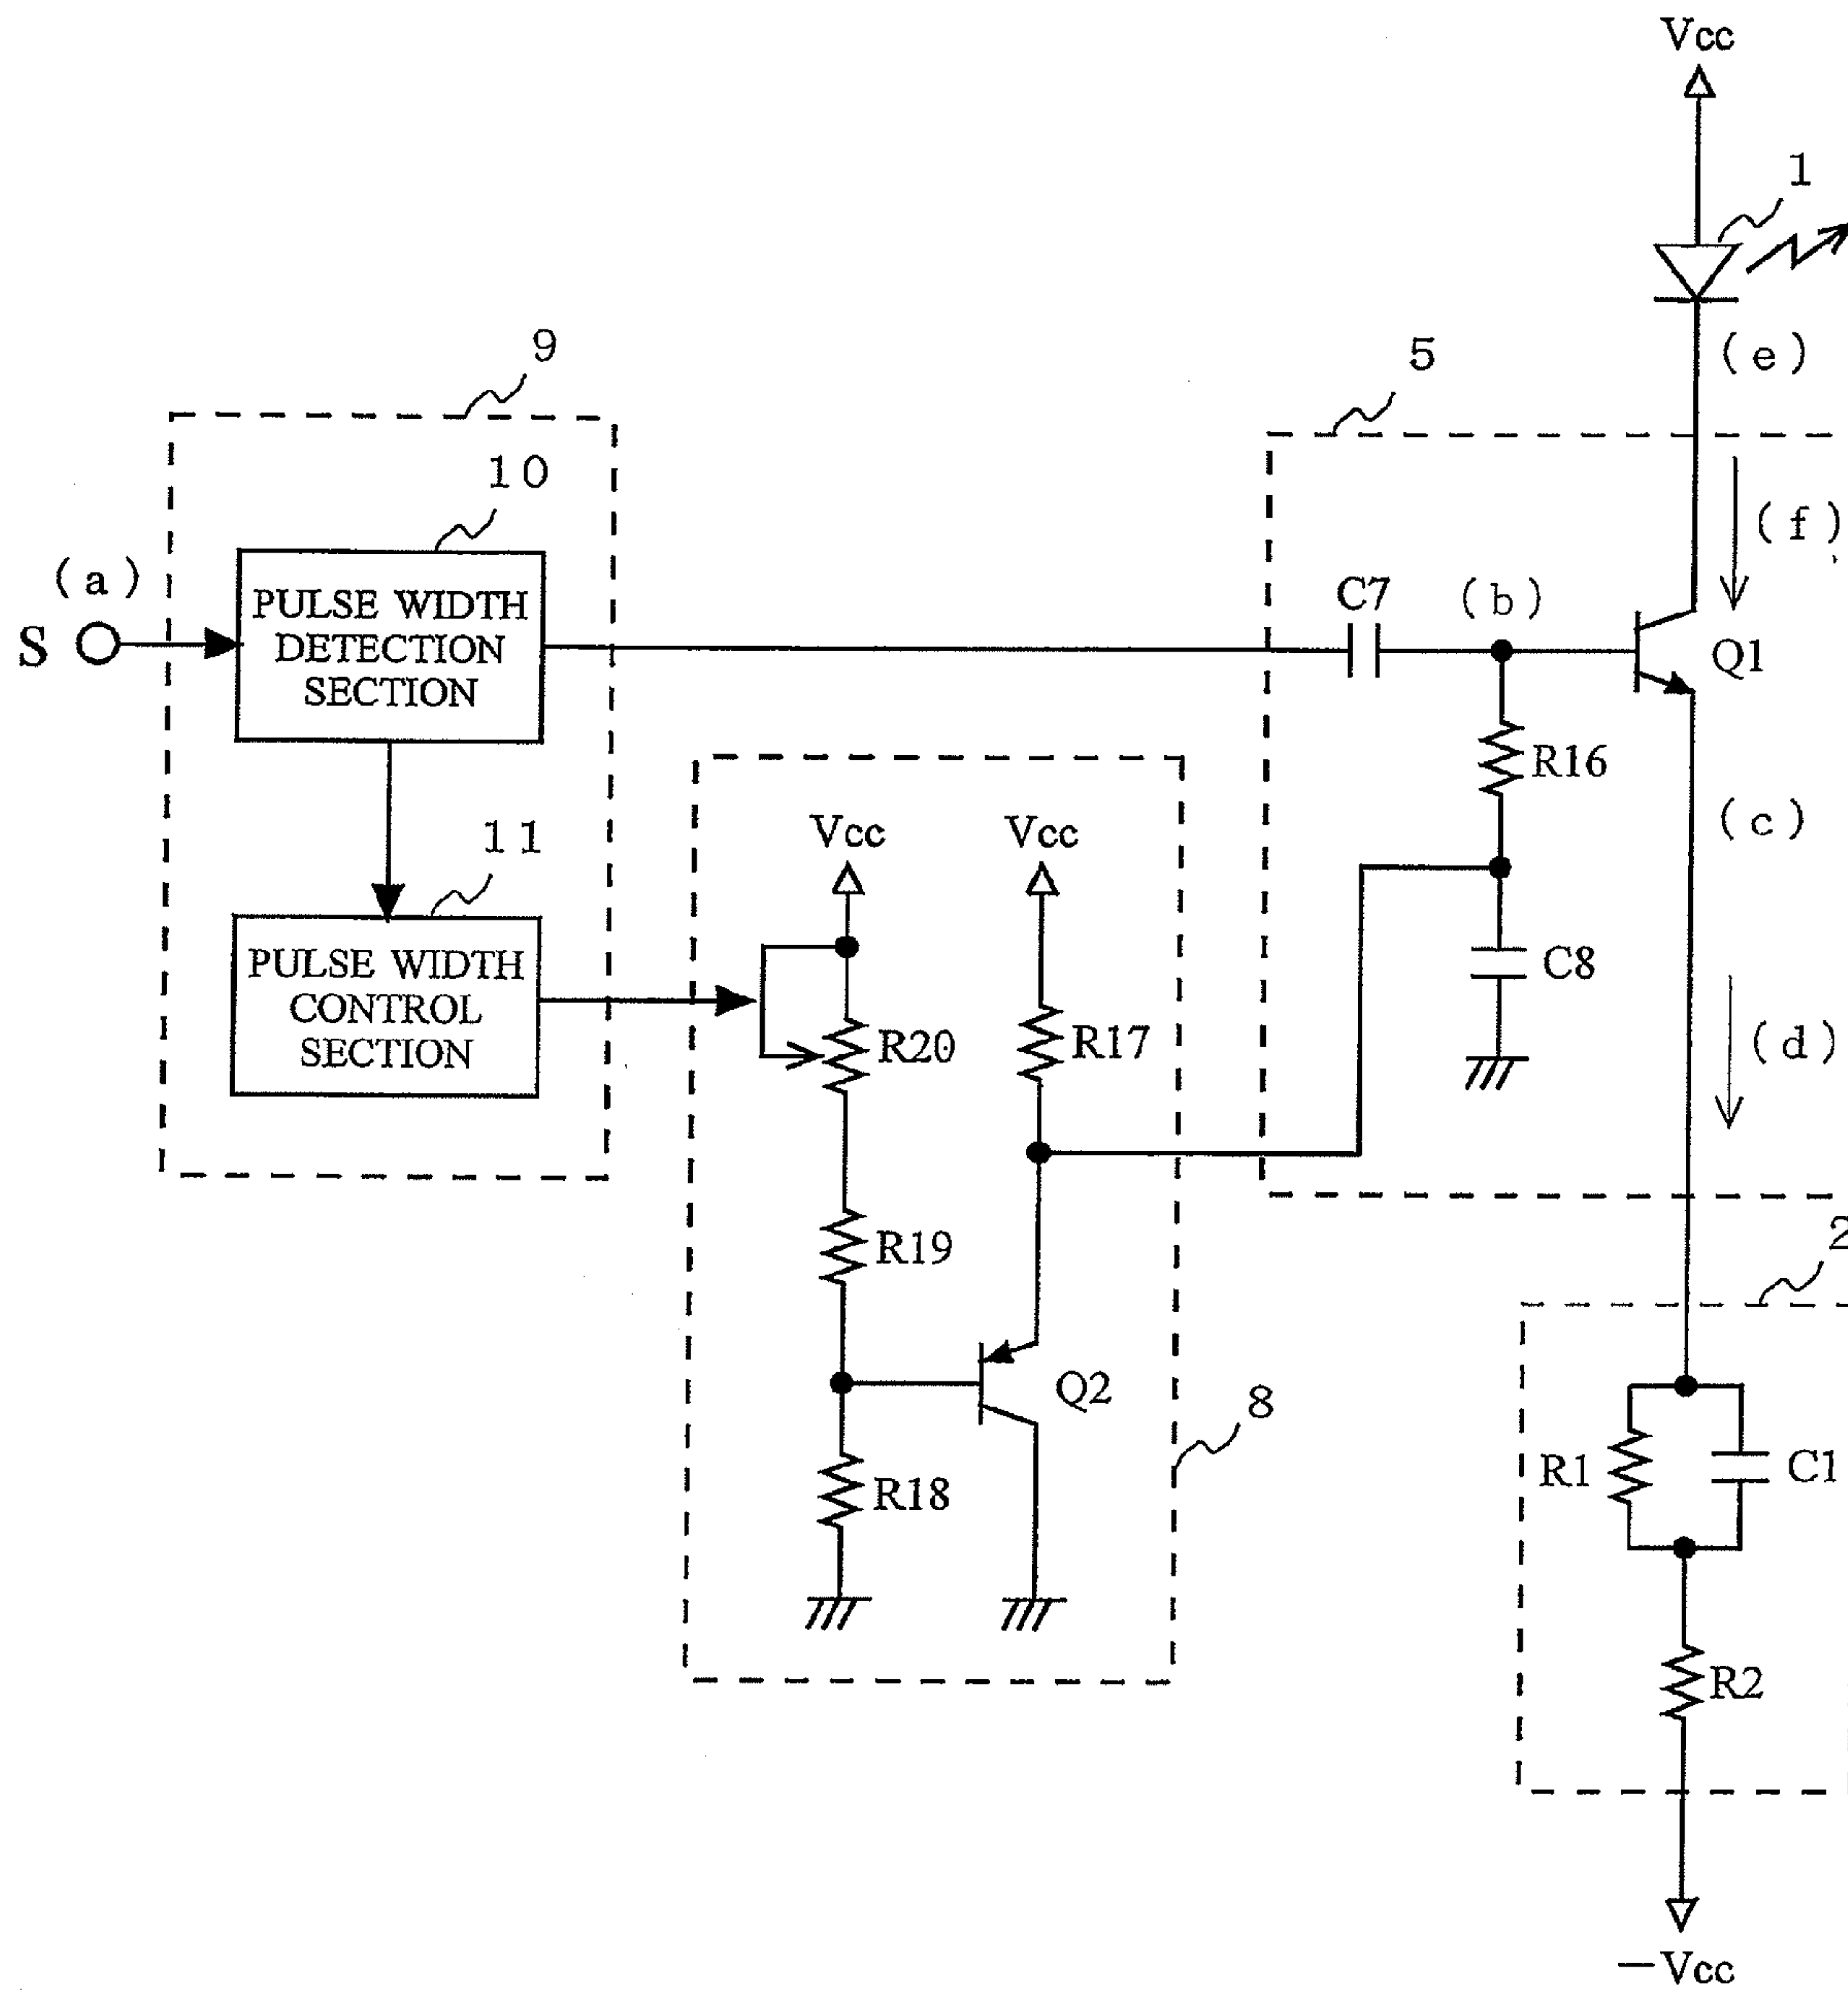 Vcc
1
(e)
9
5
10
(f)
(a)
S
PULSE WIDTH
DETECTION
SECTION
C7
(b)
Q1
R16
(c)
11
Vcc
Vcc
PULSE WIDTH
CONTROL
SECTION
C8
R20
R17
(d)
R19
2
Q2
8
R18
R1
C1
R2
−Vcc